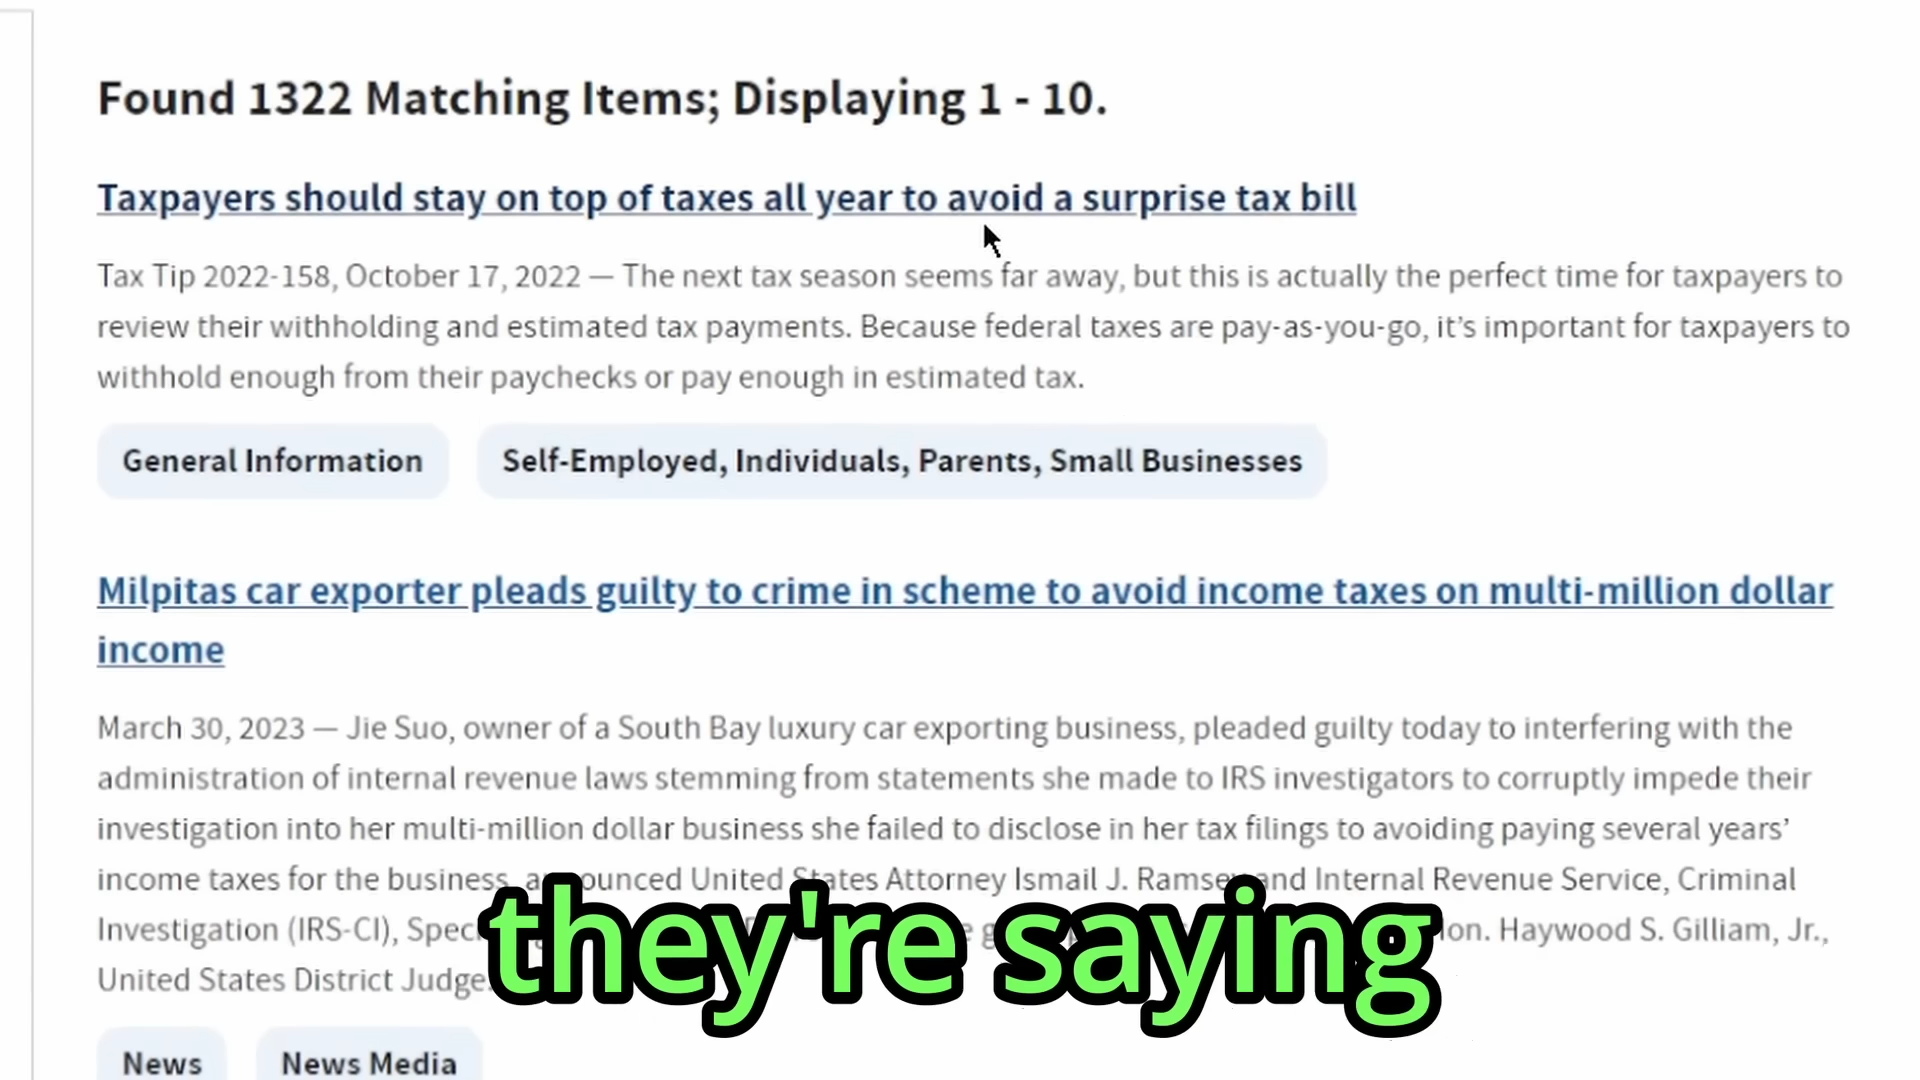 Found 1322 Matching Items; Displaying 1 - 10.
Taxpayers should stay on top of taxes all year to avoid a surprise tax bill
Tax Tip 2022-158, October 17, 2022 — The next tax season seems far away, but this is actually the perfect time for taxpayers to
review their withholding and estimated tax payments. Because federal taxes are pay-as-you-go, it’s important for taxpayers to
withhold enough from their paychecks or pay enough in estimated tax.
General Information
Self-Employed, Individuals, Parents, Small Businesses
Milpitas car exporter pleads guilty to crime in scheme to avoid income taxes on multi-million dollar
income
March 30, 2023 — Jie Suo, owner of a South Bay luxury car exporting business, pleaded guilty today to interfering with the
administration of internal revenue laws stemming from statements she made to IRS investigators to corruptly impede their
investigation into her multi-million dollar business she failed to disclose in her tax filings to avoiding paying several years’
income taxes for the business, announced United States Attorney Ismail J. Ramsey and Internal Revenue Service, Criminal
Investigation (IRS-CI), Haywood S. Gilliam, Jr.,
United States District Judge.
they're saying
News
News Media